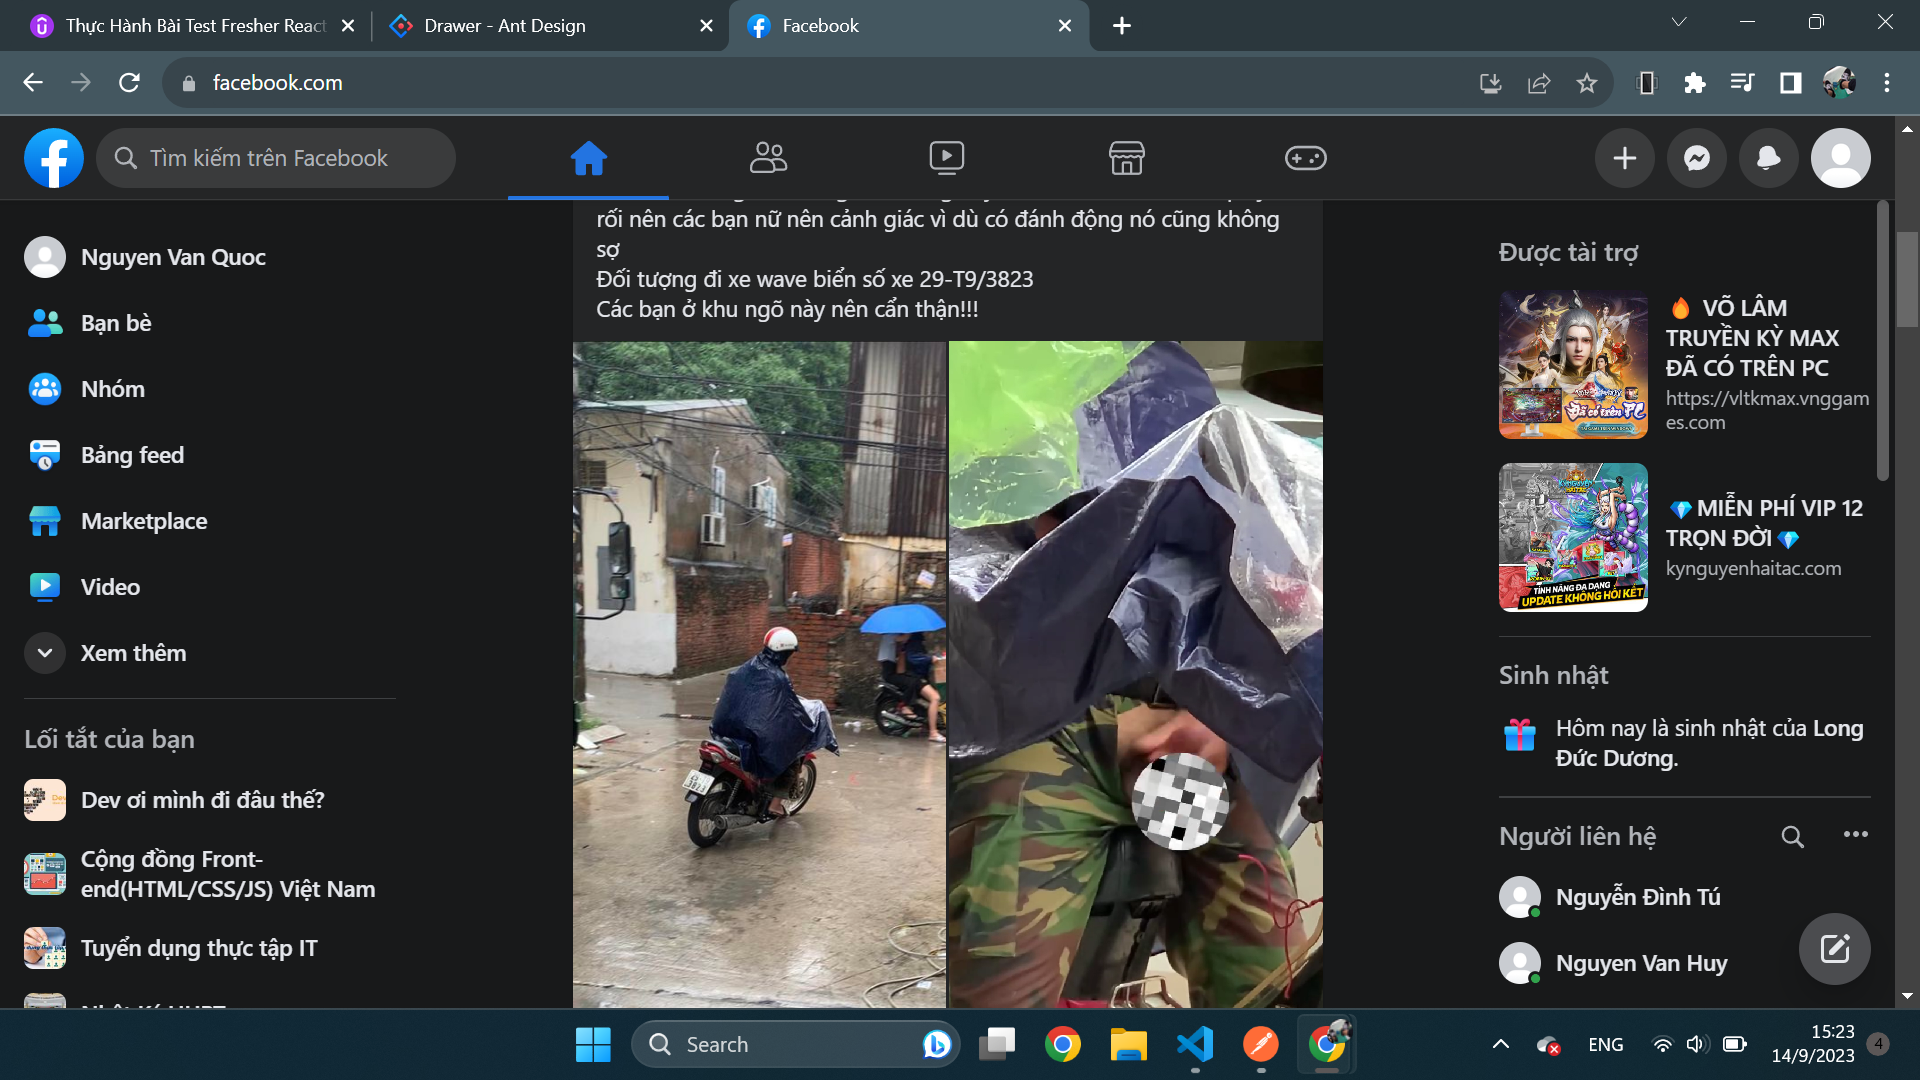 Thực Hành Bài Test Fresher React
Drawer - Ant Design
Facebook
facebook.com
Tìm kiếm trên Facebook
rối nên các bạn nữ nên cảnh giác vì dù có đánh động nó cũng không
sợ
Đối tượng đi xe wave biển số xe 29-T9/3823
Các bạn ở khu ngõ này nên cẩn thận!!!
Nguyen Van Quoc
Bạn bè
Nhóm
Bảng feed
Marketplace
Video
Xem thêm
Lối tắt của bạn
Dev ơi mình đi đâu thế?
Cộng đồng Front-
end(HTML/CSS/JS) Việt Nam
Tuyển dụng thực tập IT
Được tài trợ
Đã có trên PC
🔥 VÕ LÂM
TRUYỀN KỲ MAX
ĐÃ CÓ TRÊN PC
https://vltkmax.vnggam
es.com
TÍNH NĂNG ĐA DẠNG
UPDATE KHÔNG HỒI KẾT
💎MIỄN PHÍ VIP 12
TRỌN ĐỜI💎
kynguyenhaitac.com
Sinh nhật
Hôm nay là sinh nhật của Long
Đức Dương.
Người liên hệ
Nguyễn Đình Tú
Nguyen Van Huy
Search
ENG
15:23
14/9/2023
4